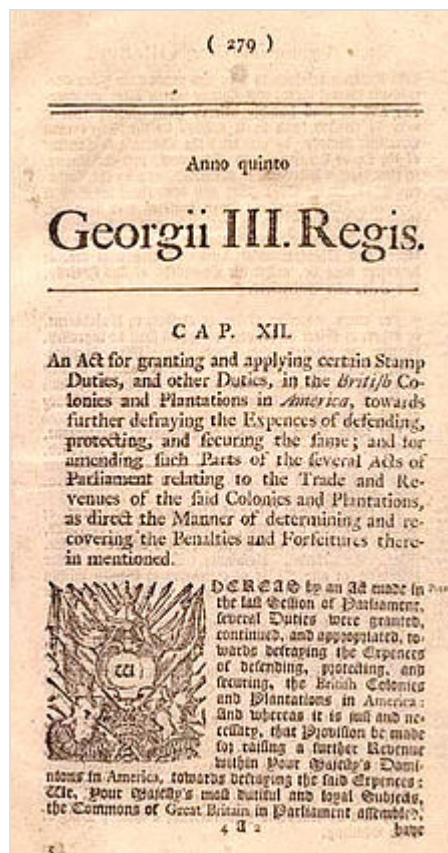 ( 279 )
Anno quinto
Georgii III. Regis.
CAP. XII.
An Act for granting and applying certain Stamp
Duties, and other Duties, in the British Co-
lonies and Plantations in America, towards
further defraying the Expences of defending,
protecting, and securing the same; and for
amending such Parts of the several Acts of
Parliament relating to the Trade and Re-
venues of the said Colonies and Plantations,
as direct the Manner of determining and re-
covering the Penalties and Forfeitures there-
in mentioned.
WHEREAS by an Act made in
the last Session of Parliament,
several Duties were granted,
continued, and appropriated, to-
wards defraying the Expences
of defending, protecting, and
securing, the British Colonies
and Plantations in America:
And whereas it is just and ne-
cessary, that Provision be made
for raising a further Revenue
within Your Majesty's Domi-
nions in America, towards defraying the said Expences:
We, Your Majesty's most dutiful and loyal Subjects,
the Commons of Great Britain in Parliament assembled,
4 A 2
have